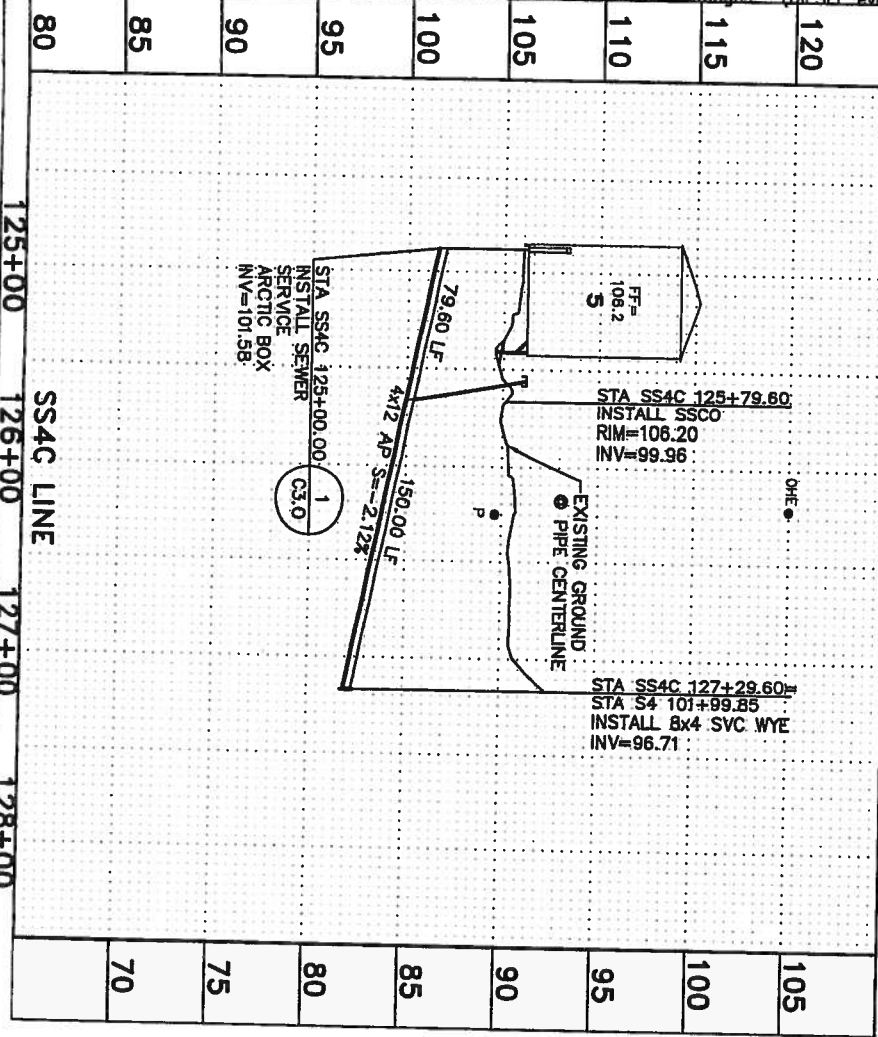 120
115
110
105
100
95
90
85
80
FF=
106.2
5
OHE
STA SS4C 125+79.60
INSTALL SSCO
RIM=106.20
INV=99.96
EXISTING GROUND
@ PIPE CENTERLINE
P
79.60 LF
150.00 LF
4x12 AP S=-2.12%
STA SS4C 125+00.00
INSTALL SEWER
SERVICE
ARCTIC BOX
INV=101.58
1
C3.0
STA SS4C 127+29.60=
STA S4 101+99.85
INSTALL 8x4 SVC WYE
INV=96.71
105
100
95
90
85
80
75
70
125+00
126+00
127+00
128+00
SS4C LINE